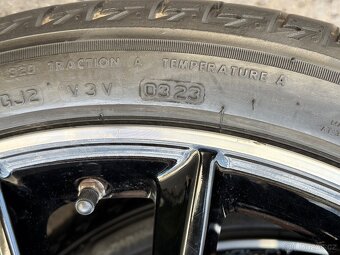 320 TRACTION A TEMPERATURE A
GJ2 V3V 0323